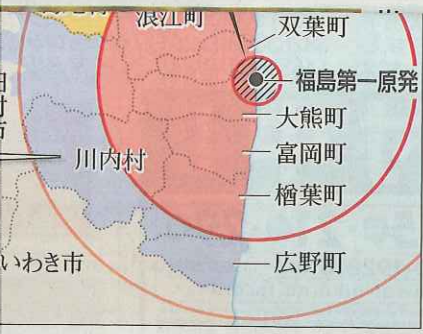 浪江町
双葉町
福島第一原発
大熊町
富岡町
川内村
楢葉町
いわき市
広野町